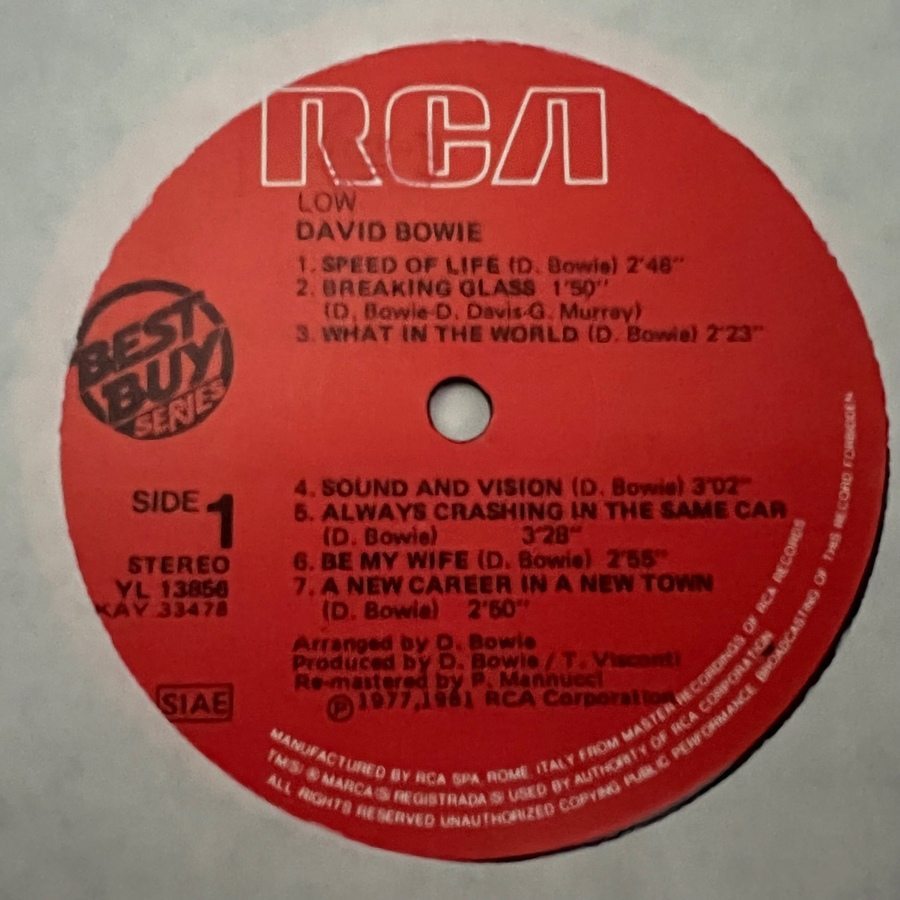 RCA
LOW
DAVID BOWIE
1. SPEED OF LIFE (D. Bowie) 2'46"
2. BREAKING GLASS 1'50"
(D. Bowie-D. Davis-G. Murray)
3. WHAT IN THE WORLD (D. Bowie) 2'23"
BEST
BUY
SERIES
SIDE 1
STEREO
YL
KAY 33478
SIAE
4. SOUND AND VISION (D. Bowie) 3'02"
5. ALWAYS CRASHING IN THE SAME CAR
(D. Bowie) 3'28"
6. BE MY WIFE (D. Bowie) 2'55"
7. A NEW CAREER IN A NEW TOWN
(D. Bowie) 2'50"
Arranged by D. Bowie
Produced by D. Bowie / T. Visconti
Re-mastered by P. Mannucci
Ⓟ 1977,1981 RCA Corporation
MANUFACTURED BY RCA SPA. ROME. ITALY FROM MASTER RECORDINGS OF RCA RECORDS
TM(S) ® MARCA(S) REGISTRADA(S) USED BY AUTHORITY OF RCA CORPORATION
ALL RIGHTS RESERVED UNAUTHORIZED COPYING PUBLIC PERFORMANCE BROADCASTING OF THIS RECORD FORBIDDEN